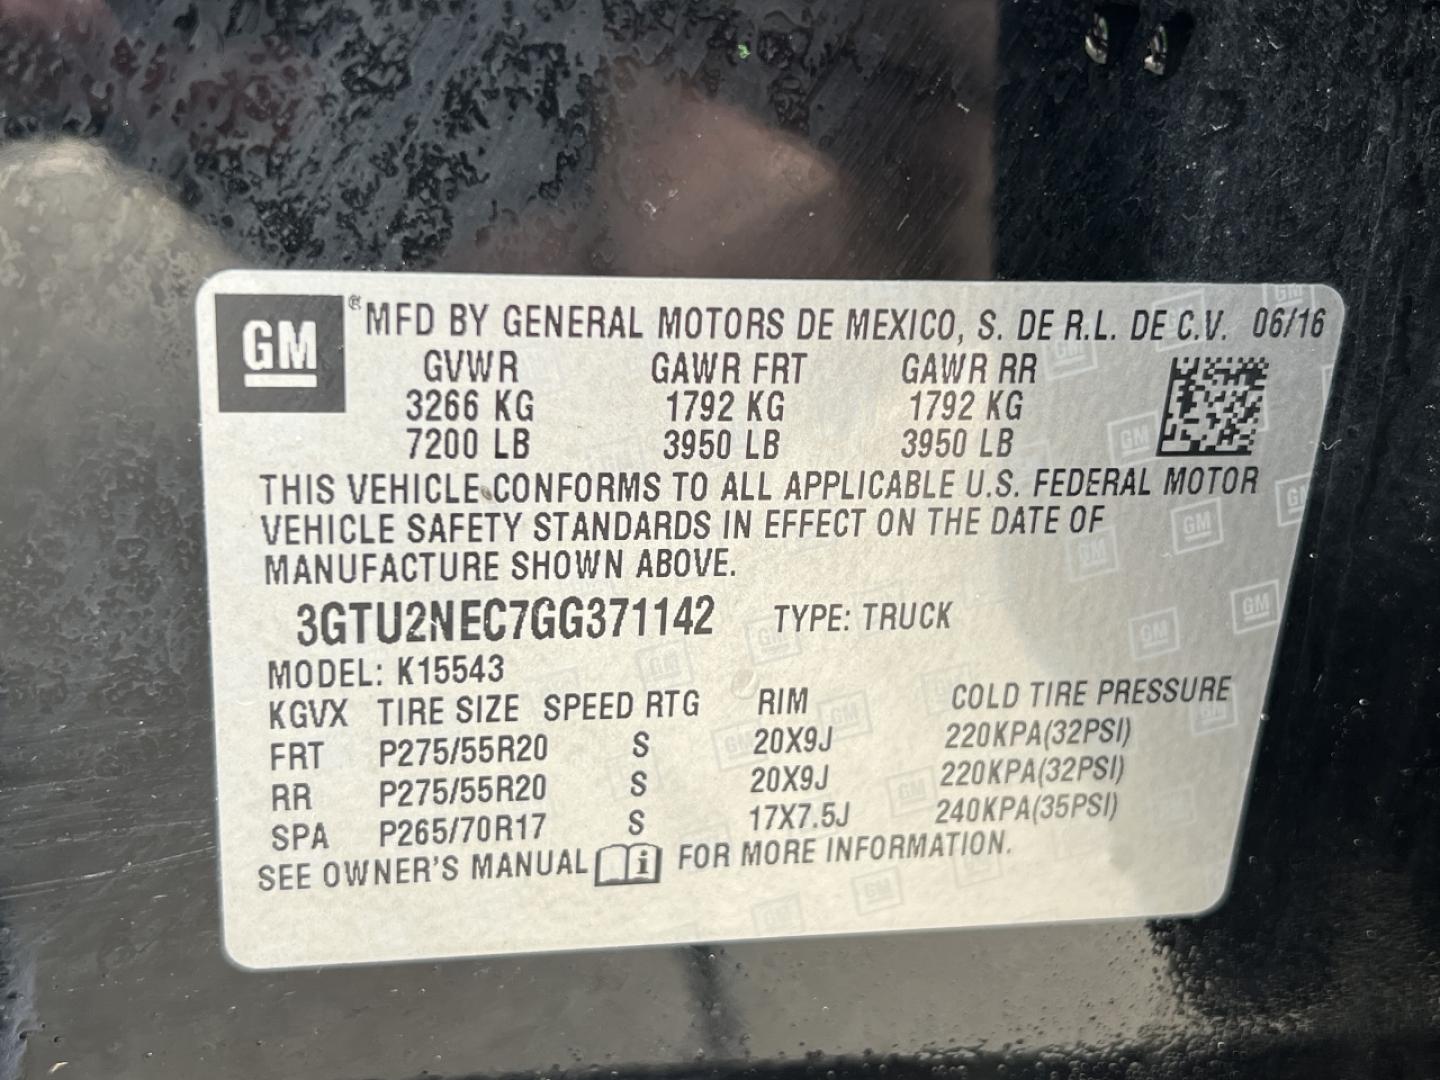 GM® MFD BY GENERAL MOTORS DE MEXICO, S. DE R.L. DE C.V. 06/16
GVWR GAWR FRT GAWR RR
3266 KG 1792 KG 1792 KG
7200 LB 3950 LB 3950 LB
THIS VEHICLE CONFORMS TO ALL APPLICABLE U.S. FEDERAL MOTOR
VEHICLE SAFETY STANDARDS IN EFFECT ON THE DATE OF
MANUFACTURE SHOWN ABOVE.
3GTU2NEC7GG371142 TYPE: TRUCK
MODEL: K15543
KGVX TIRE SIZE SPEED RTG RIM COLD TIRE PRESSURE
FRT P275/55R20 S 20X9J 220KPA(32PSI)
RR P275/55R20 S 20X9J 220KPA(32PSI)
SPA P265/70R17 S 17X7.5J 240KPA(35PSI)
SEE OWNER'S MANUAL i FOR MORE INFORMATION.